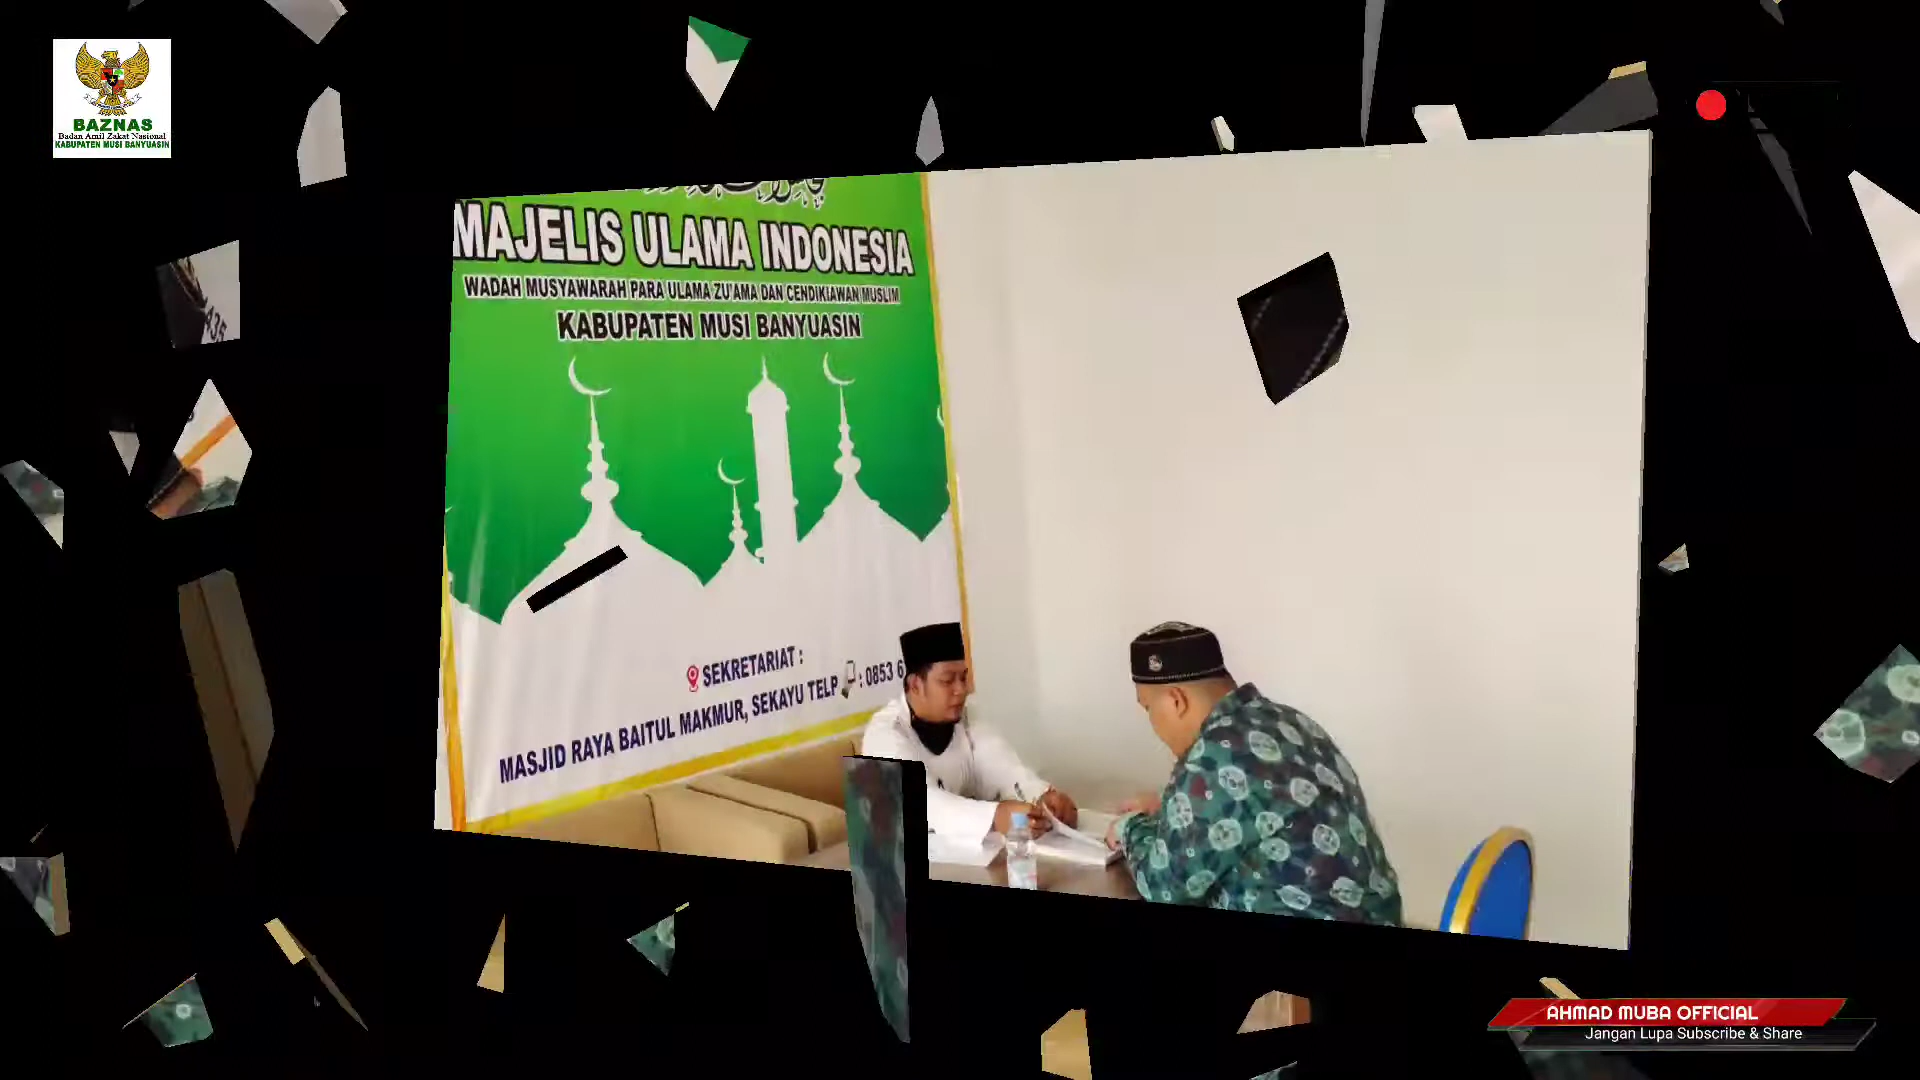 BAZNAS
Badan Amil Zakat Nasional
KABUPATEN MUSI BANYUASIN
MAJELIS ULAMA INDONESIA
WADAH MUSYAWARAH PARA ULAMA ZU'AMA DAN CENDIKIAWAN MUSLIM
KABUPATEN MUSI BANYUASIN
SEKRETARIAT :
MASJID RAYA BAITUL MAKMUR, SEKAYU TELP : 0853 6
AHMAD MUBA OFFICIAL
Jangan Lupa Subscribe & Share